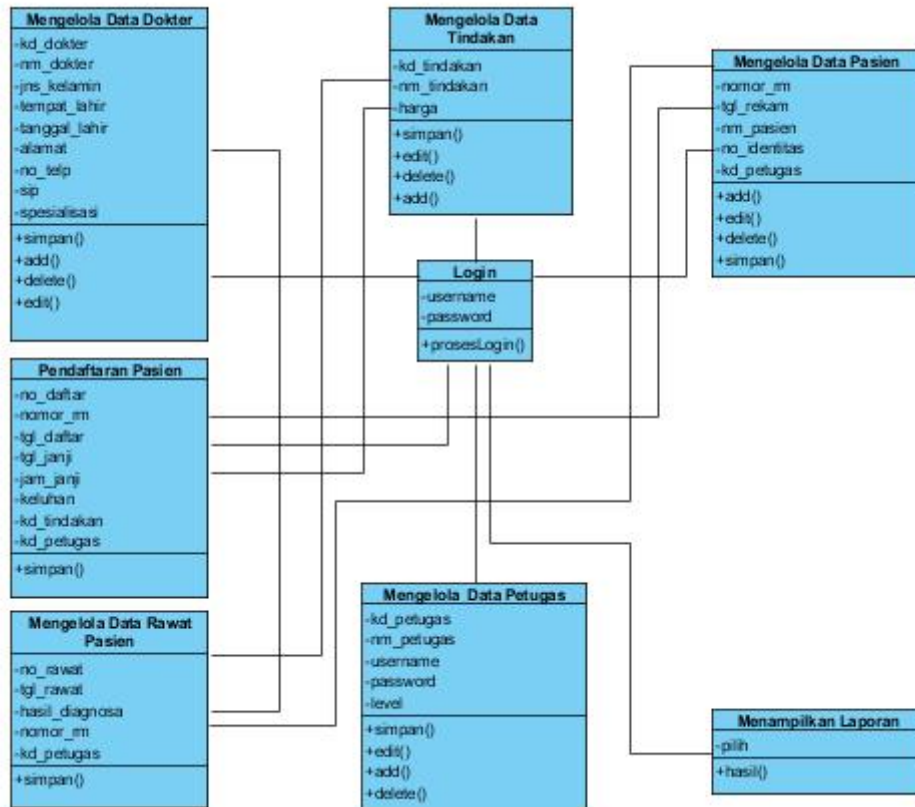 Mengelola Data Dokter
-kd_dokter
-nm_dokter
-jns_kelamin
-tempat_lahir
-tanggal_lahir
-alamat
-no_telp
-sip
-spesialisasi
+simpan()
+add()
+delete()
+edit()
Mengelola Data
Tindakan
-kd_tindakan
-nm_tindakan
-harga
+simpan()
+edit()
+delete()
+add()
Mengelola Data Pasien
-nomor_rm
-tgl_rekam
-nm_pasien
-no_identitas
-kd_petugas
+add()
+edit()
+delete()
+simpan()
Login
-username
-password
+prosesLogin()
Pendaftaran Pasien
-no_daftar
-nomor_rm
-tgl_daftar
-tgl_janji
-jam_janji
-keluhan
-kd_tindakan
-kd_petugas
+simpan()
Mengelola Data Rawat
Pasien
-no_rawat
-tgl_rawat
-hasil_diagnosa
-nomor_rm
-kd_petugas
+simpan()
Mengelola Data Petugas
-kd_petugas
-nm_petugas
-username
-password
-level
+simpan()
+edit()
+add()
+delete()
Menampilkan Laporan
-pilih
+hasil()